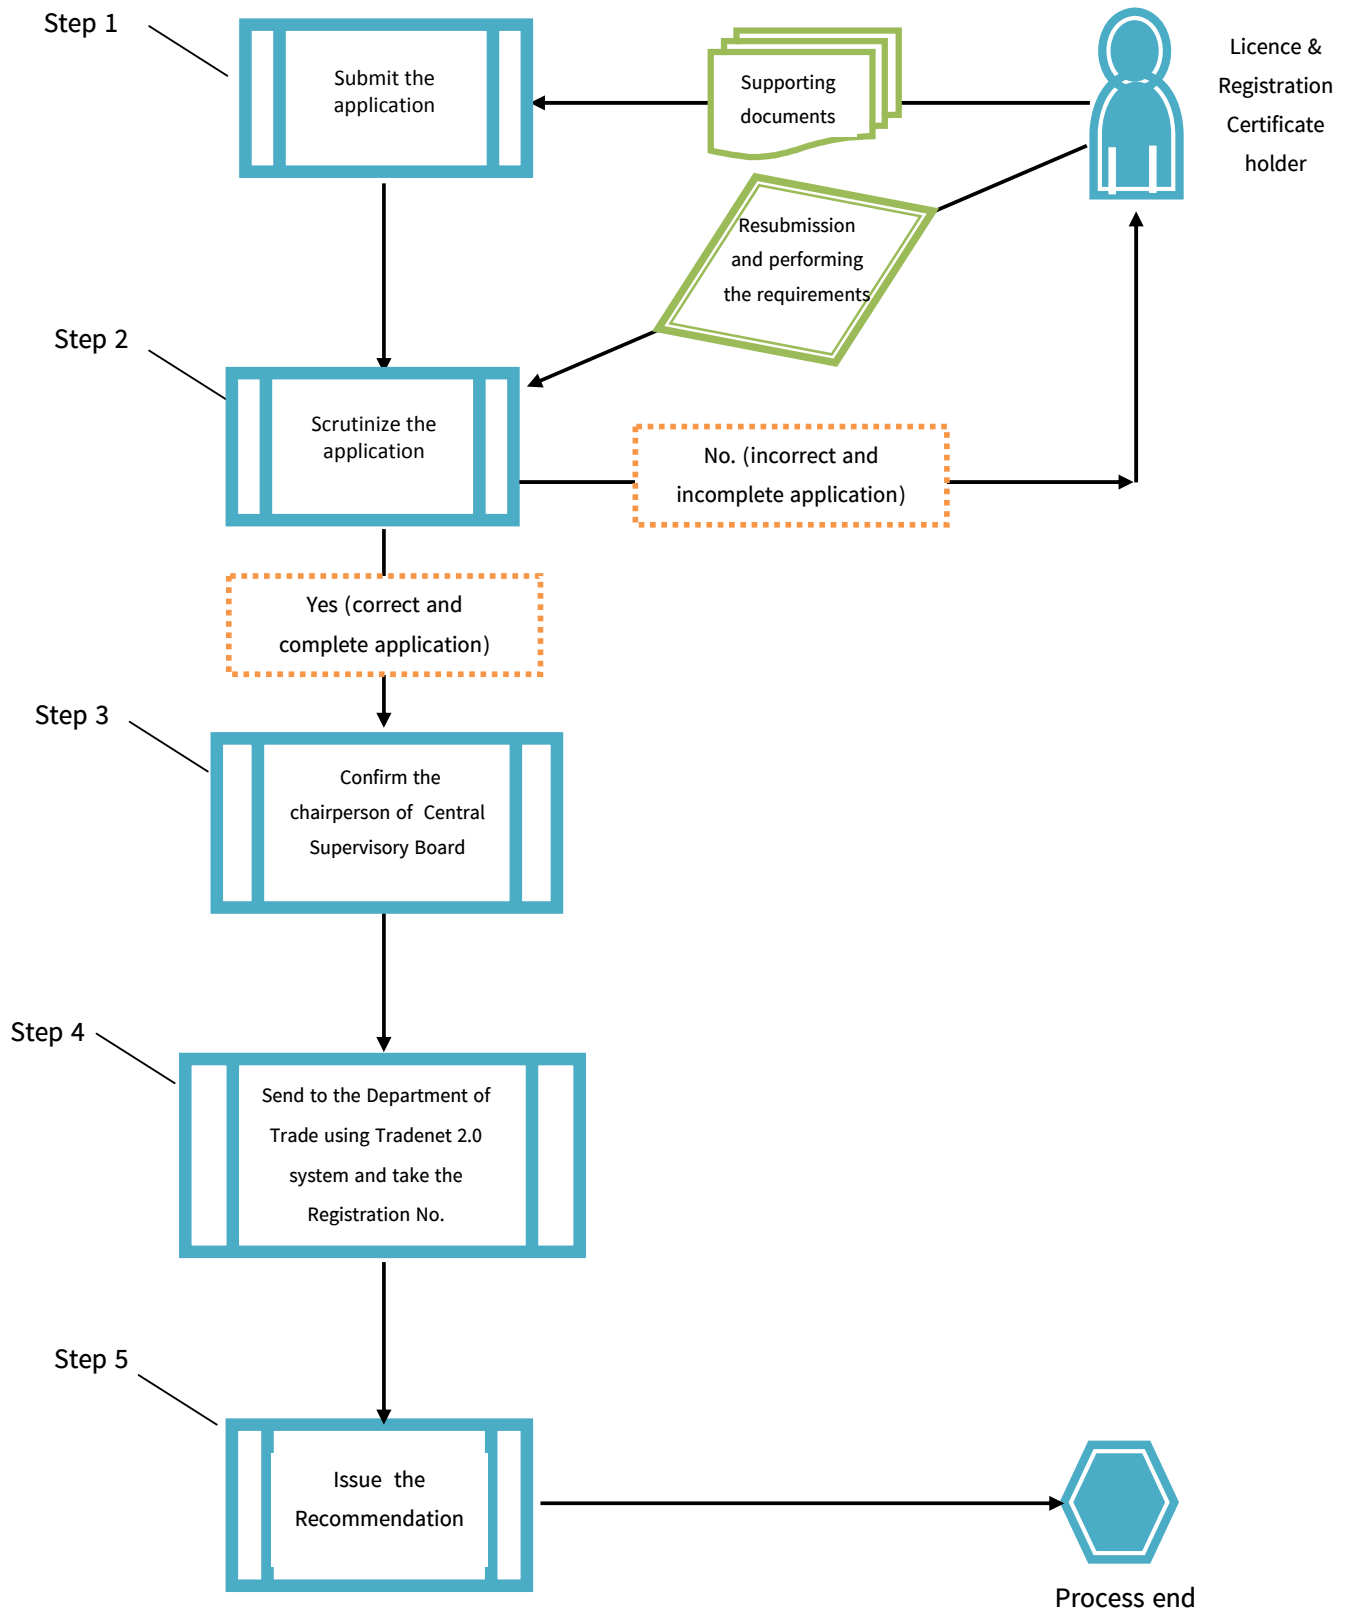 Step 1
Submit the
application
Supporting
documents
Licence &
Registration
Certificate
holder
Resubmission
and performing
the requirements
Step 2
Scrutinize the
application
No. (incorrect and
incomplete application)
Yes (correct and
complete application)
Step 3
Confirm the
chairperson of Central
Supervisory Board
Step 4
Send to the Department of
Trade using Tradenet 2.0
system and take the
Registration No.
Step 5
Issue the
Recommendation
Process end